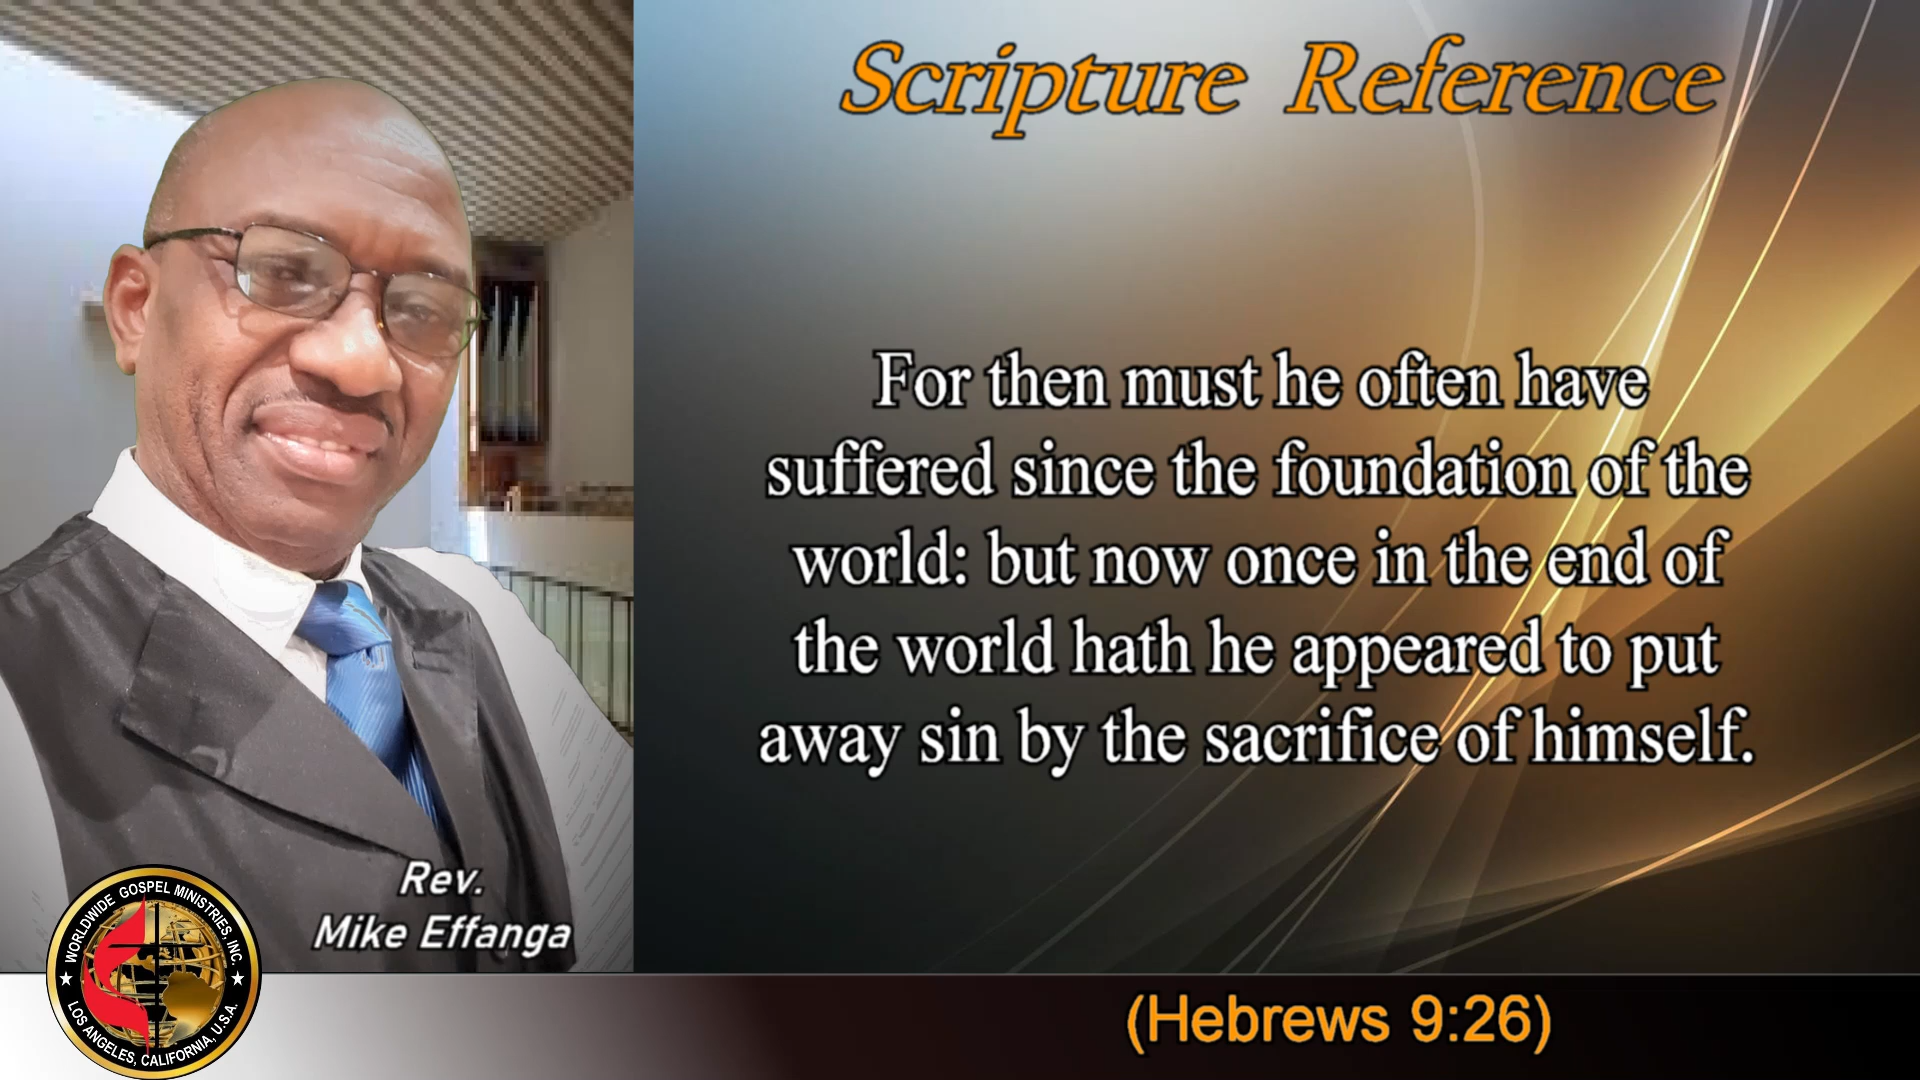 Scripture Reference
For then must he often have
suffered since the foundation of the
world: but now once in the end of
the world hath he appeared to put
away sin by the sacrifice of himself.
Rev.
Mike Effanga
WORLDWIDE GOSPEL MINISTRIES, INC.
LOS ANGELES, CALIFORNIA, U.S.A.
(Hebrews 9:26)